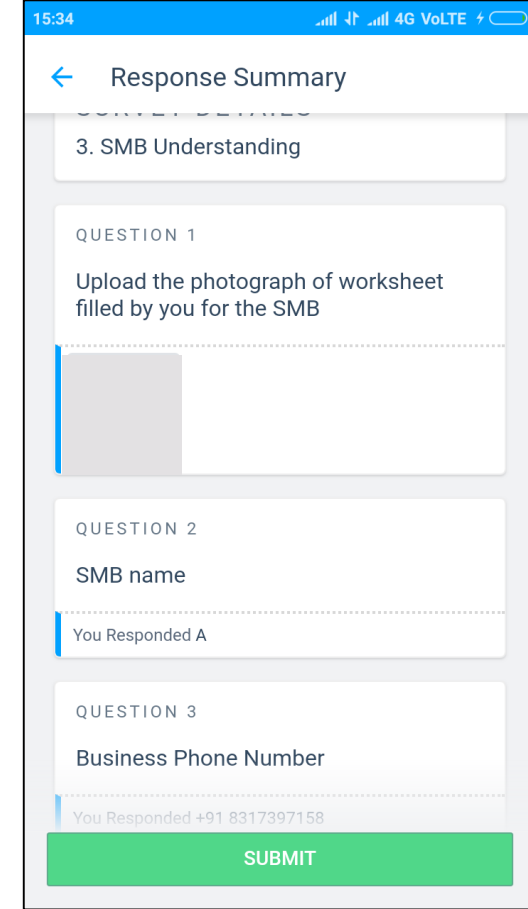 15:34
4G VoLTE
Response Summary
SURVEY DETAILS
3. SMB Understanding
QUESTION 1
Upload the photograph of worksheet
filled by you for the SMB
QUESTION 2
SMB name
You Responded A
QUESTION 3
Business Phone Number
You Responded +91 8317397158
SUBMIT